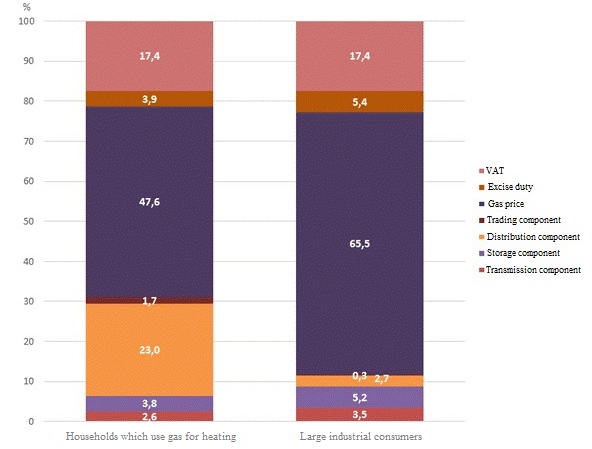 %
100
90
80
70
60
50
40
30
20
10
0
17,4
3,9
47,6
1,7
23,0
3,8
2,6
17,4
5,4
65,5
0,3 2,7
5,2
3,5
Households which use gas for heating
Large industrial consumers
VAT
Excise duty
Gas price
Trading component
Distribution component
Storage component
Transmission component